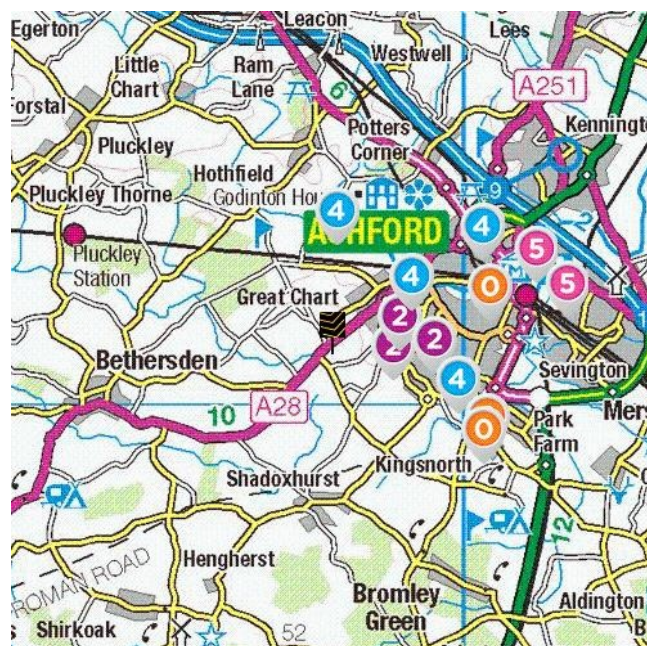 Egerton
Leacon
Lees
Westwell
Little
Chart
Ram
Lane
6
A251
Forstal
Potters
Corner
Kenningt
Pluckley
Hothfield
9
Pluckley Thorne
Godinton Hou
4
4
2
ASHFORD
5
Pluckley
Station
4
0
5
M
Great Chart
2
2
2
Bethersden
4
Sevington
A28
10
0
Park
Farm
Mers
Kingsnorth
Shadoxhurst
12
Hengherst
ROMAN ROAD
Bromley
Green
Aldington
Shirkoak
52
B